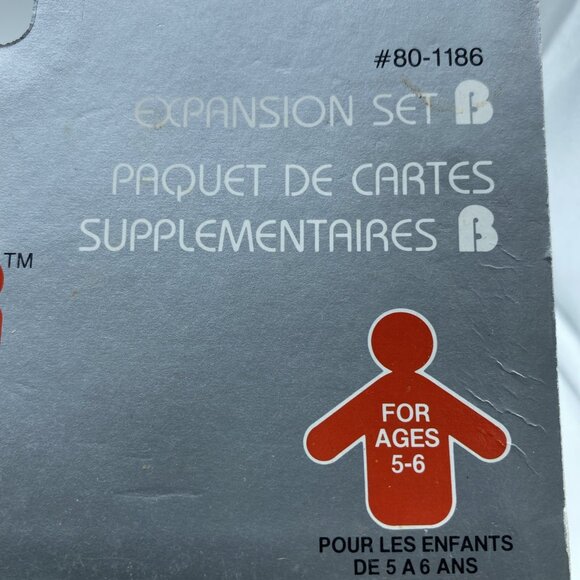 #80-1186
EXPANSION SET B
PAQUET DE CARTES
SUPPLEMENTAIRES B
TM
FOR
AGES
5-6
POUR LES ENFANTS
DE 5 A 6 ANS